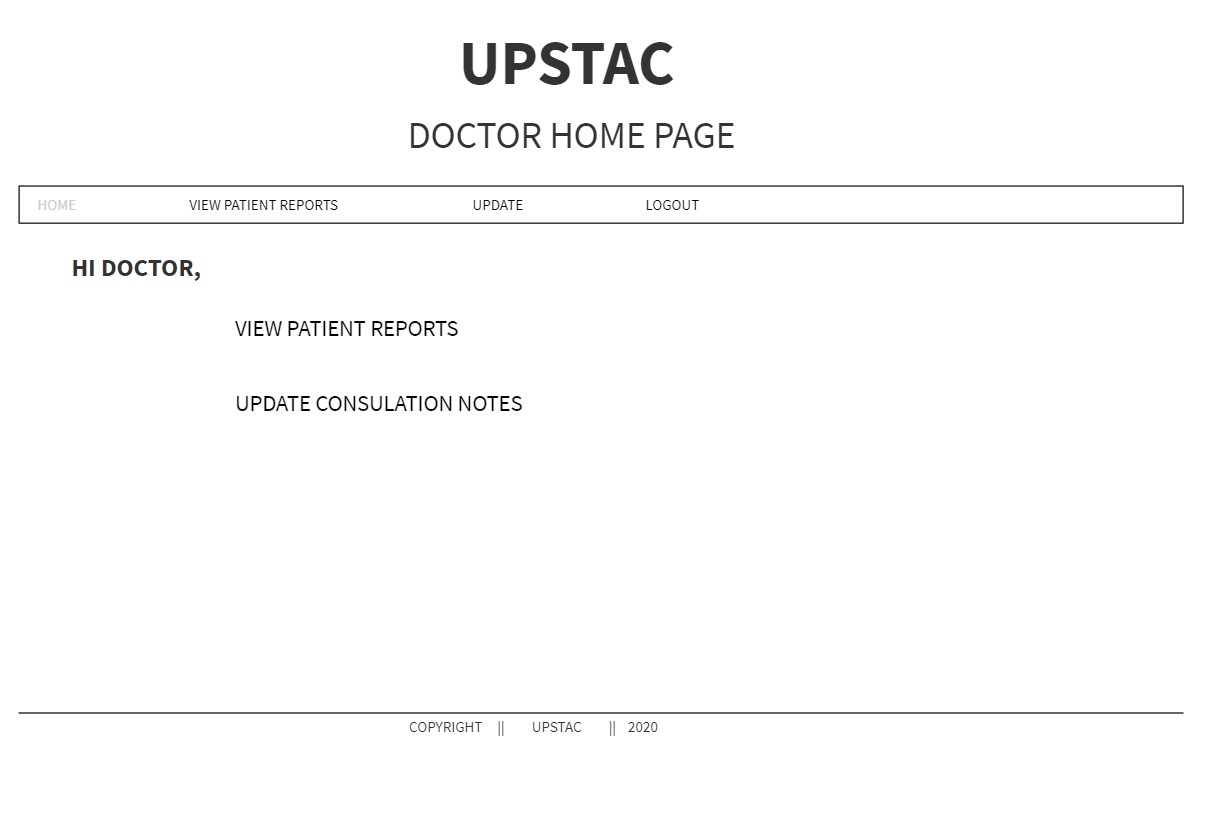 UPSTAC
DOCTOR HOME PAGE
HOME VIEW PATIENT REPORTS UPDATE LOGOUT
HI DOCTOR,
VIEW PATIENT REPORTS
UPDATE CONSULATION NOTES
COPYRIGHT || UPSTAC || 2020